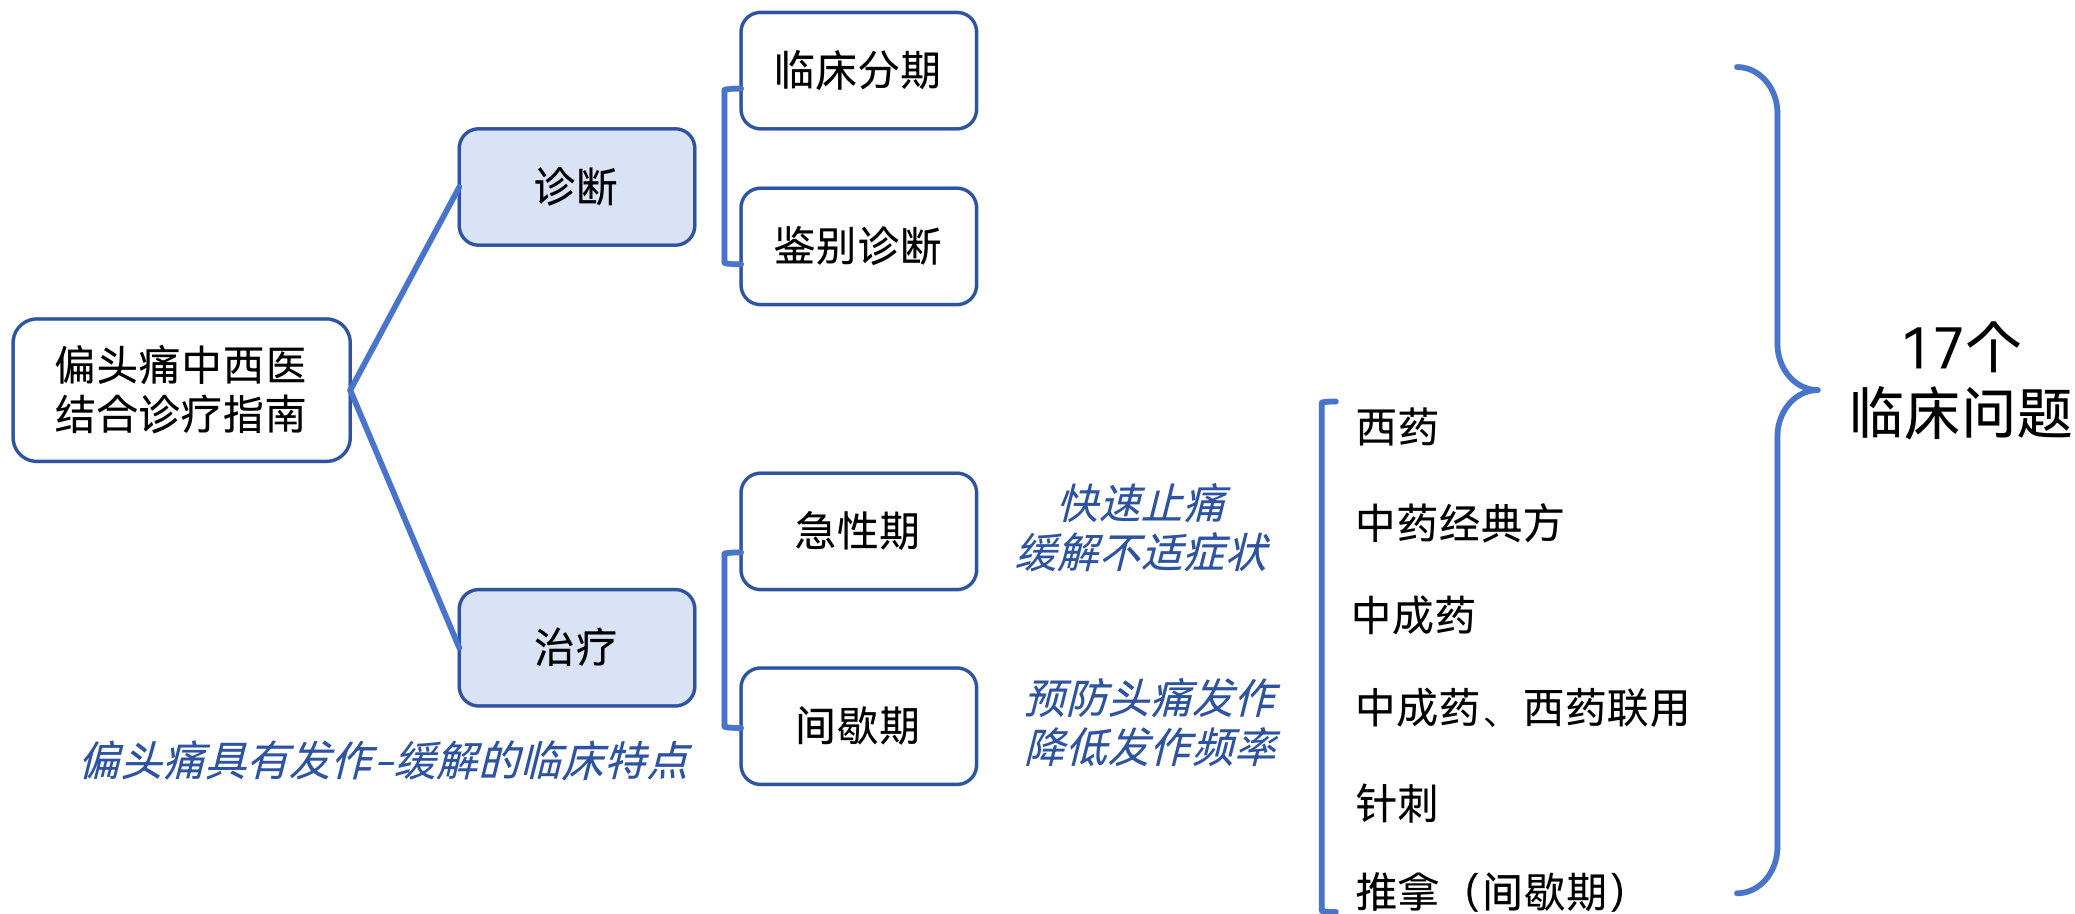 偏头痛中西医
结合诊疗指南
诊断
临床分期
鉴别诊断
治疗
偏头痛具有发作-缓解的临床特点
急性期
快速止痛
缓解不适症状
间歇期
预防头痛发作
降低发作频率
西药
中药经典方
中成药
中成药、西药联用
针刺
推拿（间歇期）
17个
临床问题